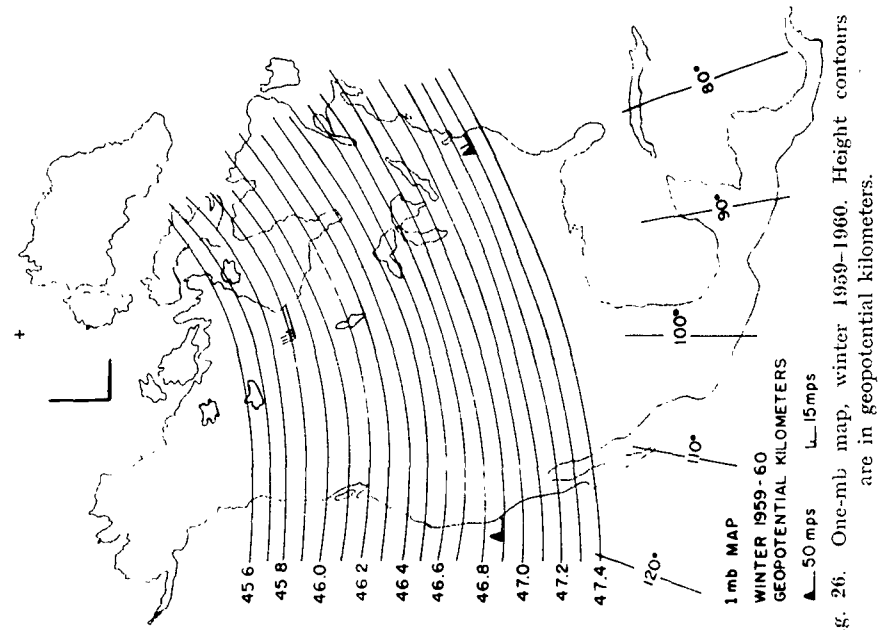 45.6
45.8
46.0
46.2
46.4
46.6
46.8
47.0
47.2
47.4
120°
110°
100°
90°
80°
1 mb MAP
WINTER 1959-60
GEOPOTENTIAL KILOMETERS
50 mps 15mps
g. 26. One-mb map, winter 1959–1960. Height contours
are in geopotential kilometers.